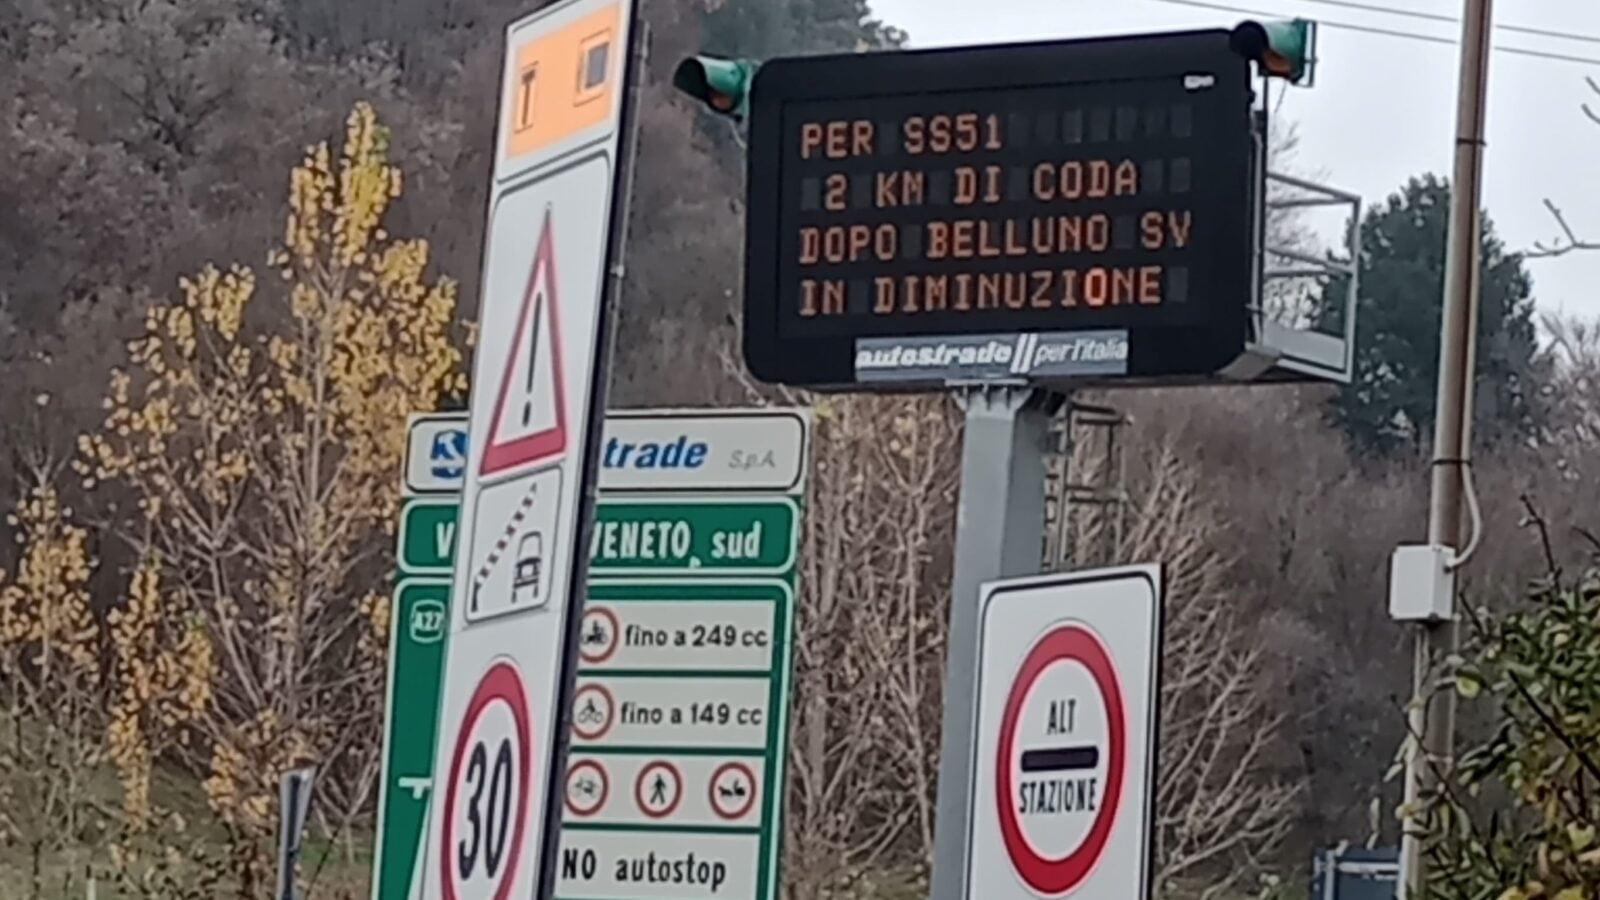 T
PER SS51
2 KM DI CODA
DOPO BELLUNO SV
IN DIMINUZIONE
autostrade//per l'italia
trade S.p.A.
V VENETO sud
A27
fino a 249 cc
fino a 149 cc
NO autostop
30
ALT
STAZIONE